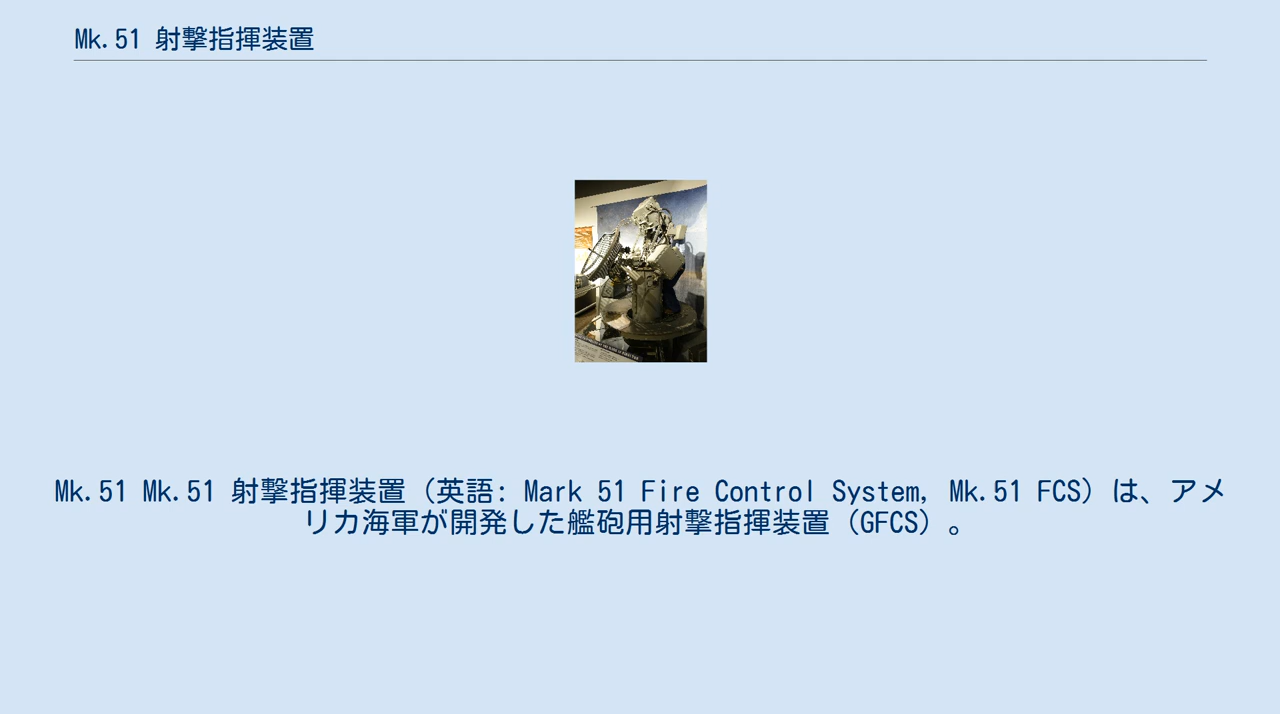 Mk.51 射撃指揮装置
Mk.51 Mk.51 射撃指揮装置（英語: Mark 51 Fire Control System, Mk.51 FCS）は、アメ
リカ海軍が開発した艦砲用射撃指揮装置（GFCS）。